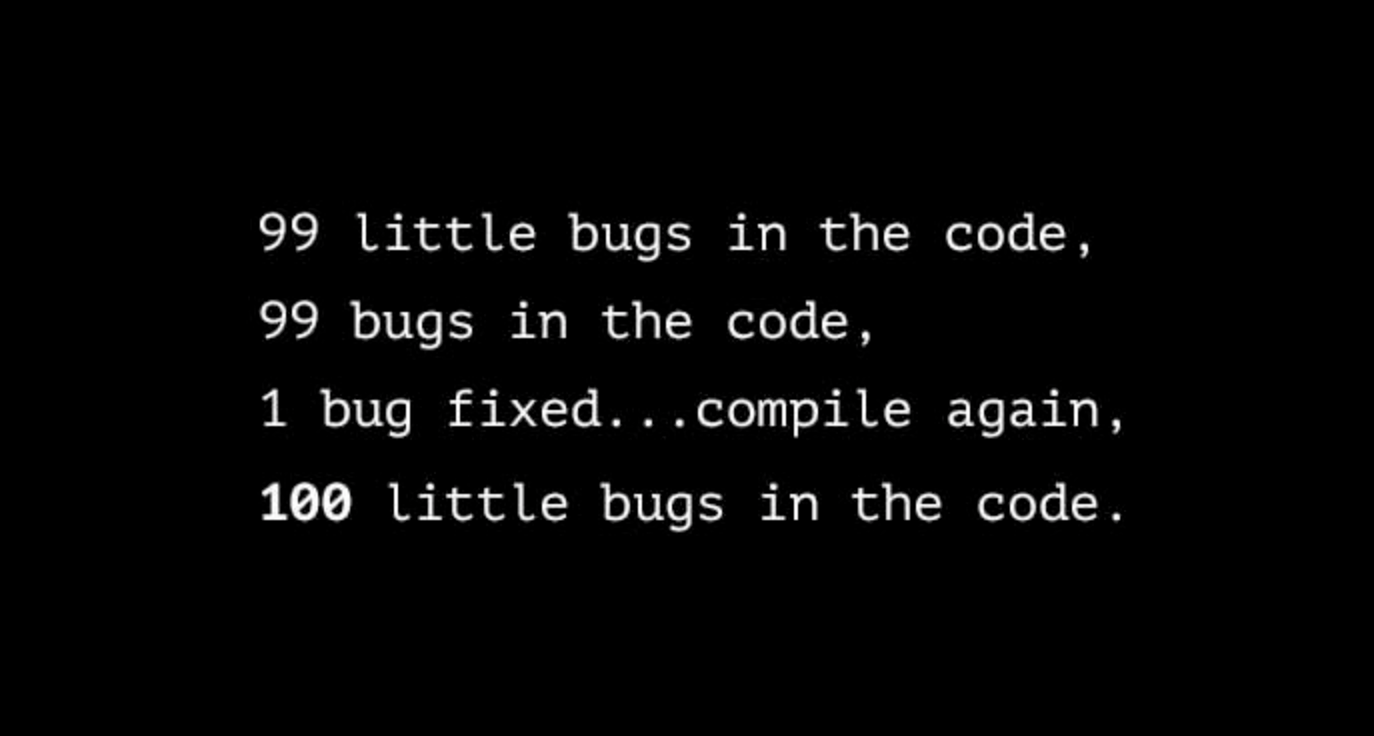 99 little bugs in the code,
99 bugs in the code,
1 bug fixed...compile again,
100 little bugs in the code.